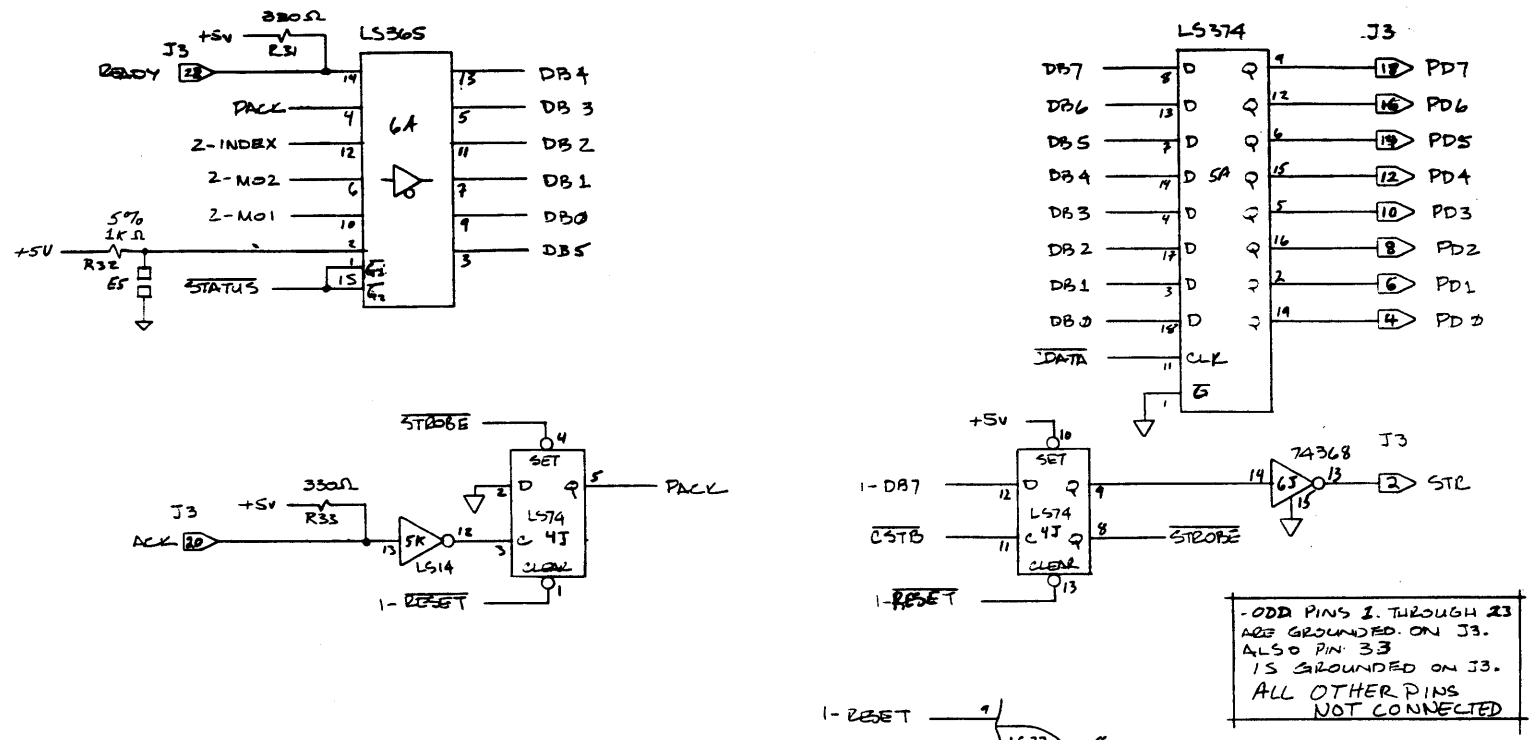 330Ω
+5v
R31
LS365
J3
READY 14 13 DB4
PACK 4 5 DB3
6A
2-INDEX 12 11 DB2
2-MO2 6 7 DB1
2-MO1 10 9 DBØ
5%
1KΩ
+5V 2 3 DB5
R32
E5
1 G1
STATUS 15 G2
LS374 J3
DB7 8 D Q 9 18 PD7
DB6 13 D Q 12 16 PD6
DB5 7 D Q 6 14 PD5
DB4 14 D 5A Q 15 12 PD4
DB3 4 D Q 5 10 PD3
DB2 17 D Q 16 8 PD2
DB1 3 D Q 2 6 PD1
DBØ 18 D Q 19 4 PDØ
CDATA 11 CLK
1 G
STROBE 4
SET
330Ω
+5v
R33
2 D Q 5 PACK
LS74
J3
ACK 20 13 5K 12 3 C 4J
LS14
CLEAR
1-RESET 1
+5v 10
SET
1-DB7 12 D Q 9
LS74
CSTB 11 C 4J Q 8 STROBE
CLEAR
1-RESET 13
74368 J3
14 6J 13 2 STR
15
-ODD PINS 1 THROUGH 23
ARE GROUNDED ON J3.
ALSO PIN 33
IS GROUNDED ON J3.
ALL OTHER PINS
NOT CONNECTED
1-RESET 9